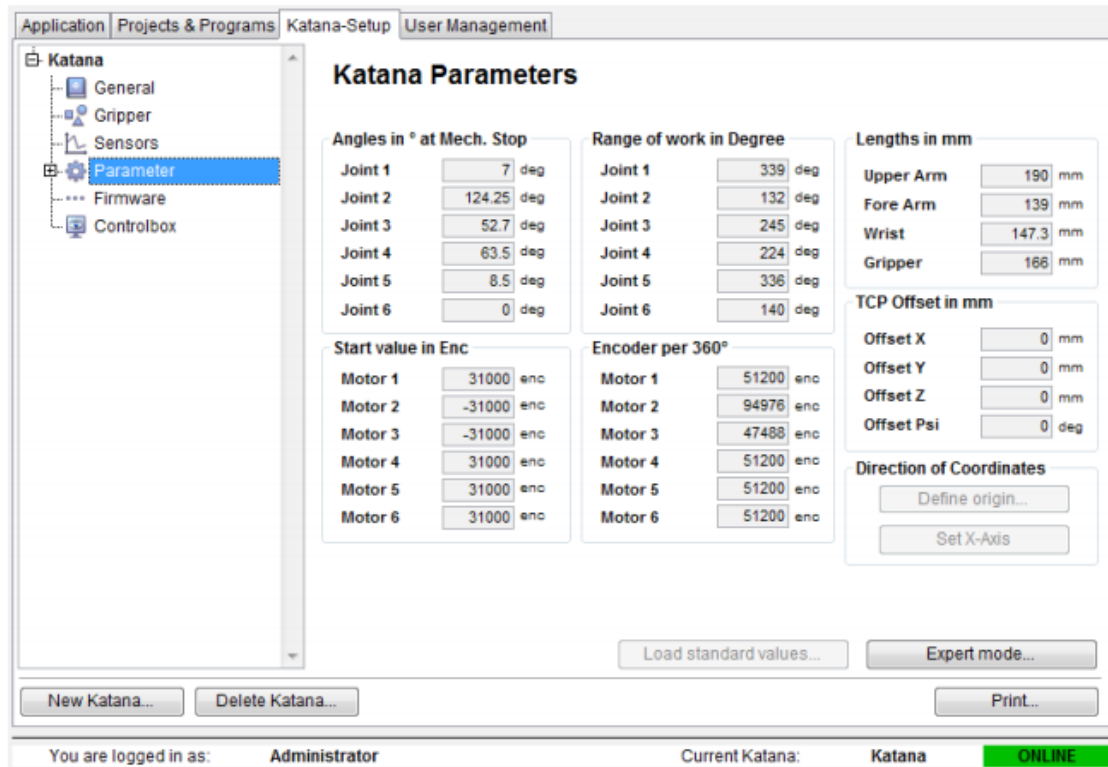 Application Projects & Programs Katana-Setup User Management
Katana
General
Gripper
Sensors
Parameter
Firmware
Controlbox
Katana Parameters
Angles in ° at Mech. Stop
Joint 1 7 deg
Joint 2 124.25 deg
Joint 3 52.7 deg
Joint 4 63.5 deg
Joint 5 8.5 deg
Joint 6 0 deg
Range of work in Degree
Joint 1 339 deg
Joint 2 132 deg
Joint 3 245 deg
Joint 4 224 deg
Joint 5 336 deg
Joint 6 140 deg
Lengths in mm
Upper Arm 190 mm
Fore Arm 139 mm
Wrist 147.3 mm
Gripper 166 mm
Start value in Enc
Motor 1 31000 enc
Motor 2 -31000 enc
Motor 3 -31000 enc
Motor 4 31000 enc
Motor 5 31000 enc
Motor 6 31000 enc
Encoder per 360°
Motor 1 51200 enc
Motor 2 94976 enc
Motor 3 47488 enc
Motor 4 51200 enc
Motor 5 51200 enc
Motor 6 51200 enc
TCP Offset in mm
Offset X 0 mm
Offset Y 0 mm
Offset Z 0 mm
Offset Psi 0 deg
Direction of Coordinates
Define origin...
Set X-Axis
Load standard values... Expert mode...
New Katana... Delete Katana... Print...
You are logged in as: Administrator Current Katana: Katana ONLINE